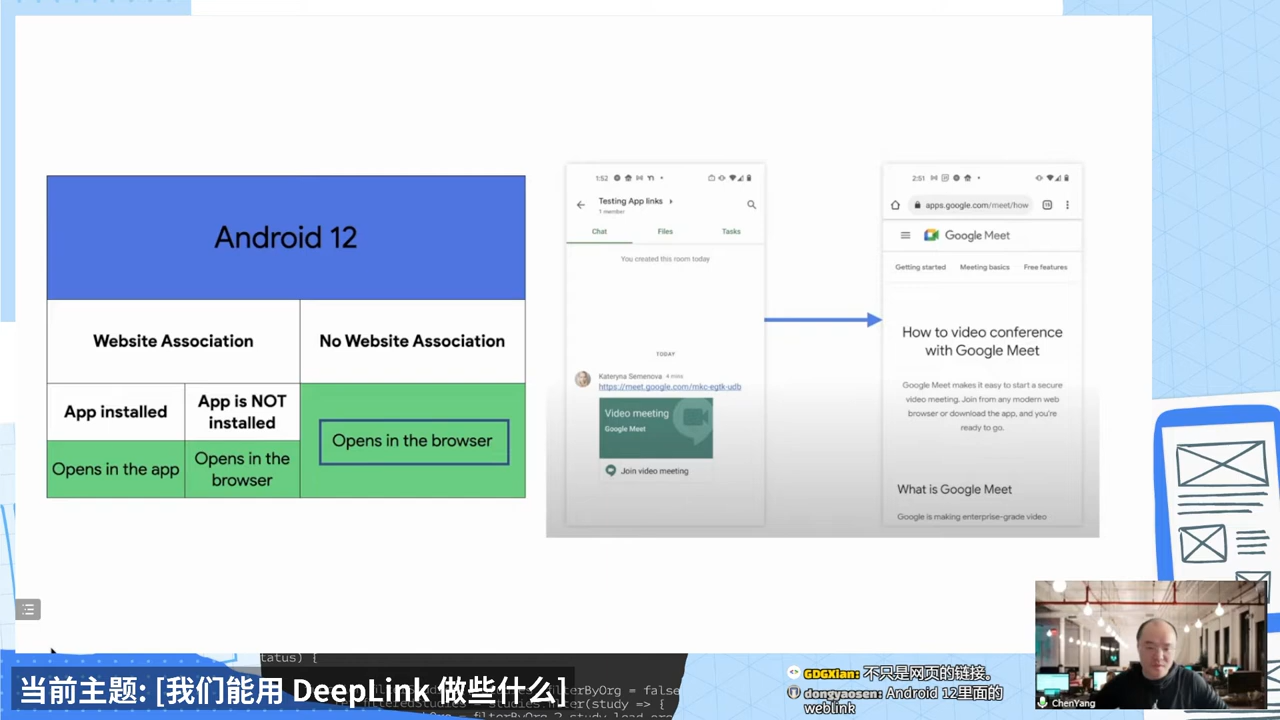 Android 12
Website Association
No Website Association
App installed
App is NOT
installed
Opens in the app
Opens in the
browser
Opens in the browser
1:52
Testing App links
1 member
Chat
Files
Tasks
You created this room today
TODAY
Kateryna Semenova 4 mins
https://meet.google.com/mkc-egtk-udb
Video meeting
Google Meet
Join video meeting
2:51
apps.google.com/meet/how
Google Meet
Getting started
Meeting basics
Free features
How to video conference
with Google Meet
Google Meet makes it easy to start a secure
video meeting. Join from any modern web
browser or download the app, and you're
ready to go.
What is Google Meet
Google is making enterprise-grade video
tatus) {
filterByOrg = false
(study => {
当前主题: [我们能用 DeepLink 做些什么]
GDGXian: 不只是网页的链接。
dongyaosen: Android 12里面的
weblink
ChenYang